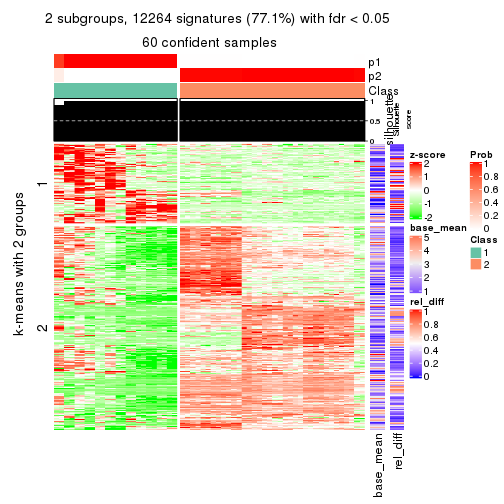 2 subgroups, 12264 signatures (77.1%) with fdr < 0.05
60 confident samples
p1
p2
Class
1
0.5
0
silhouette
Silhouette
score
k-means with 2 groups
1
2
base_mean
rel_diff
z-score
2
1
0
-1
-2
base_mean
5
4
3
2
1
rel_diff
1
0.8
0.6
0.4
0.2
0
Prob
1
0.8
0.6
0.4
0.2
0
Class
1
2